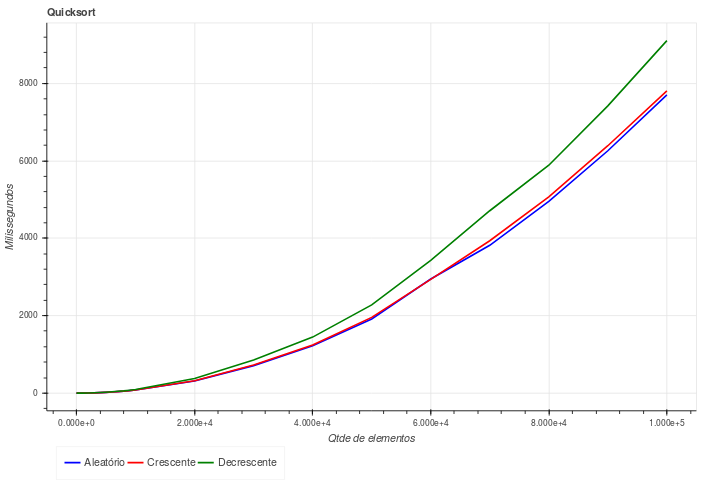 Quicksort
8000
6000
4000
2000
0
Milissegundos
0.000e+0 2.000e+4 4.000e+4 6.000e+4 8.000e+4 1.000e+5
Qtde de elementos
Aleatório Crescente Decrescente